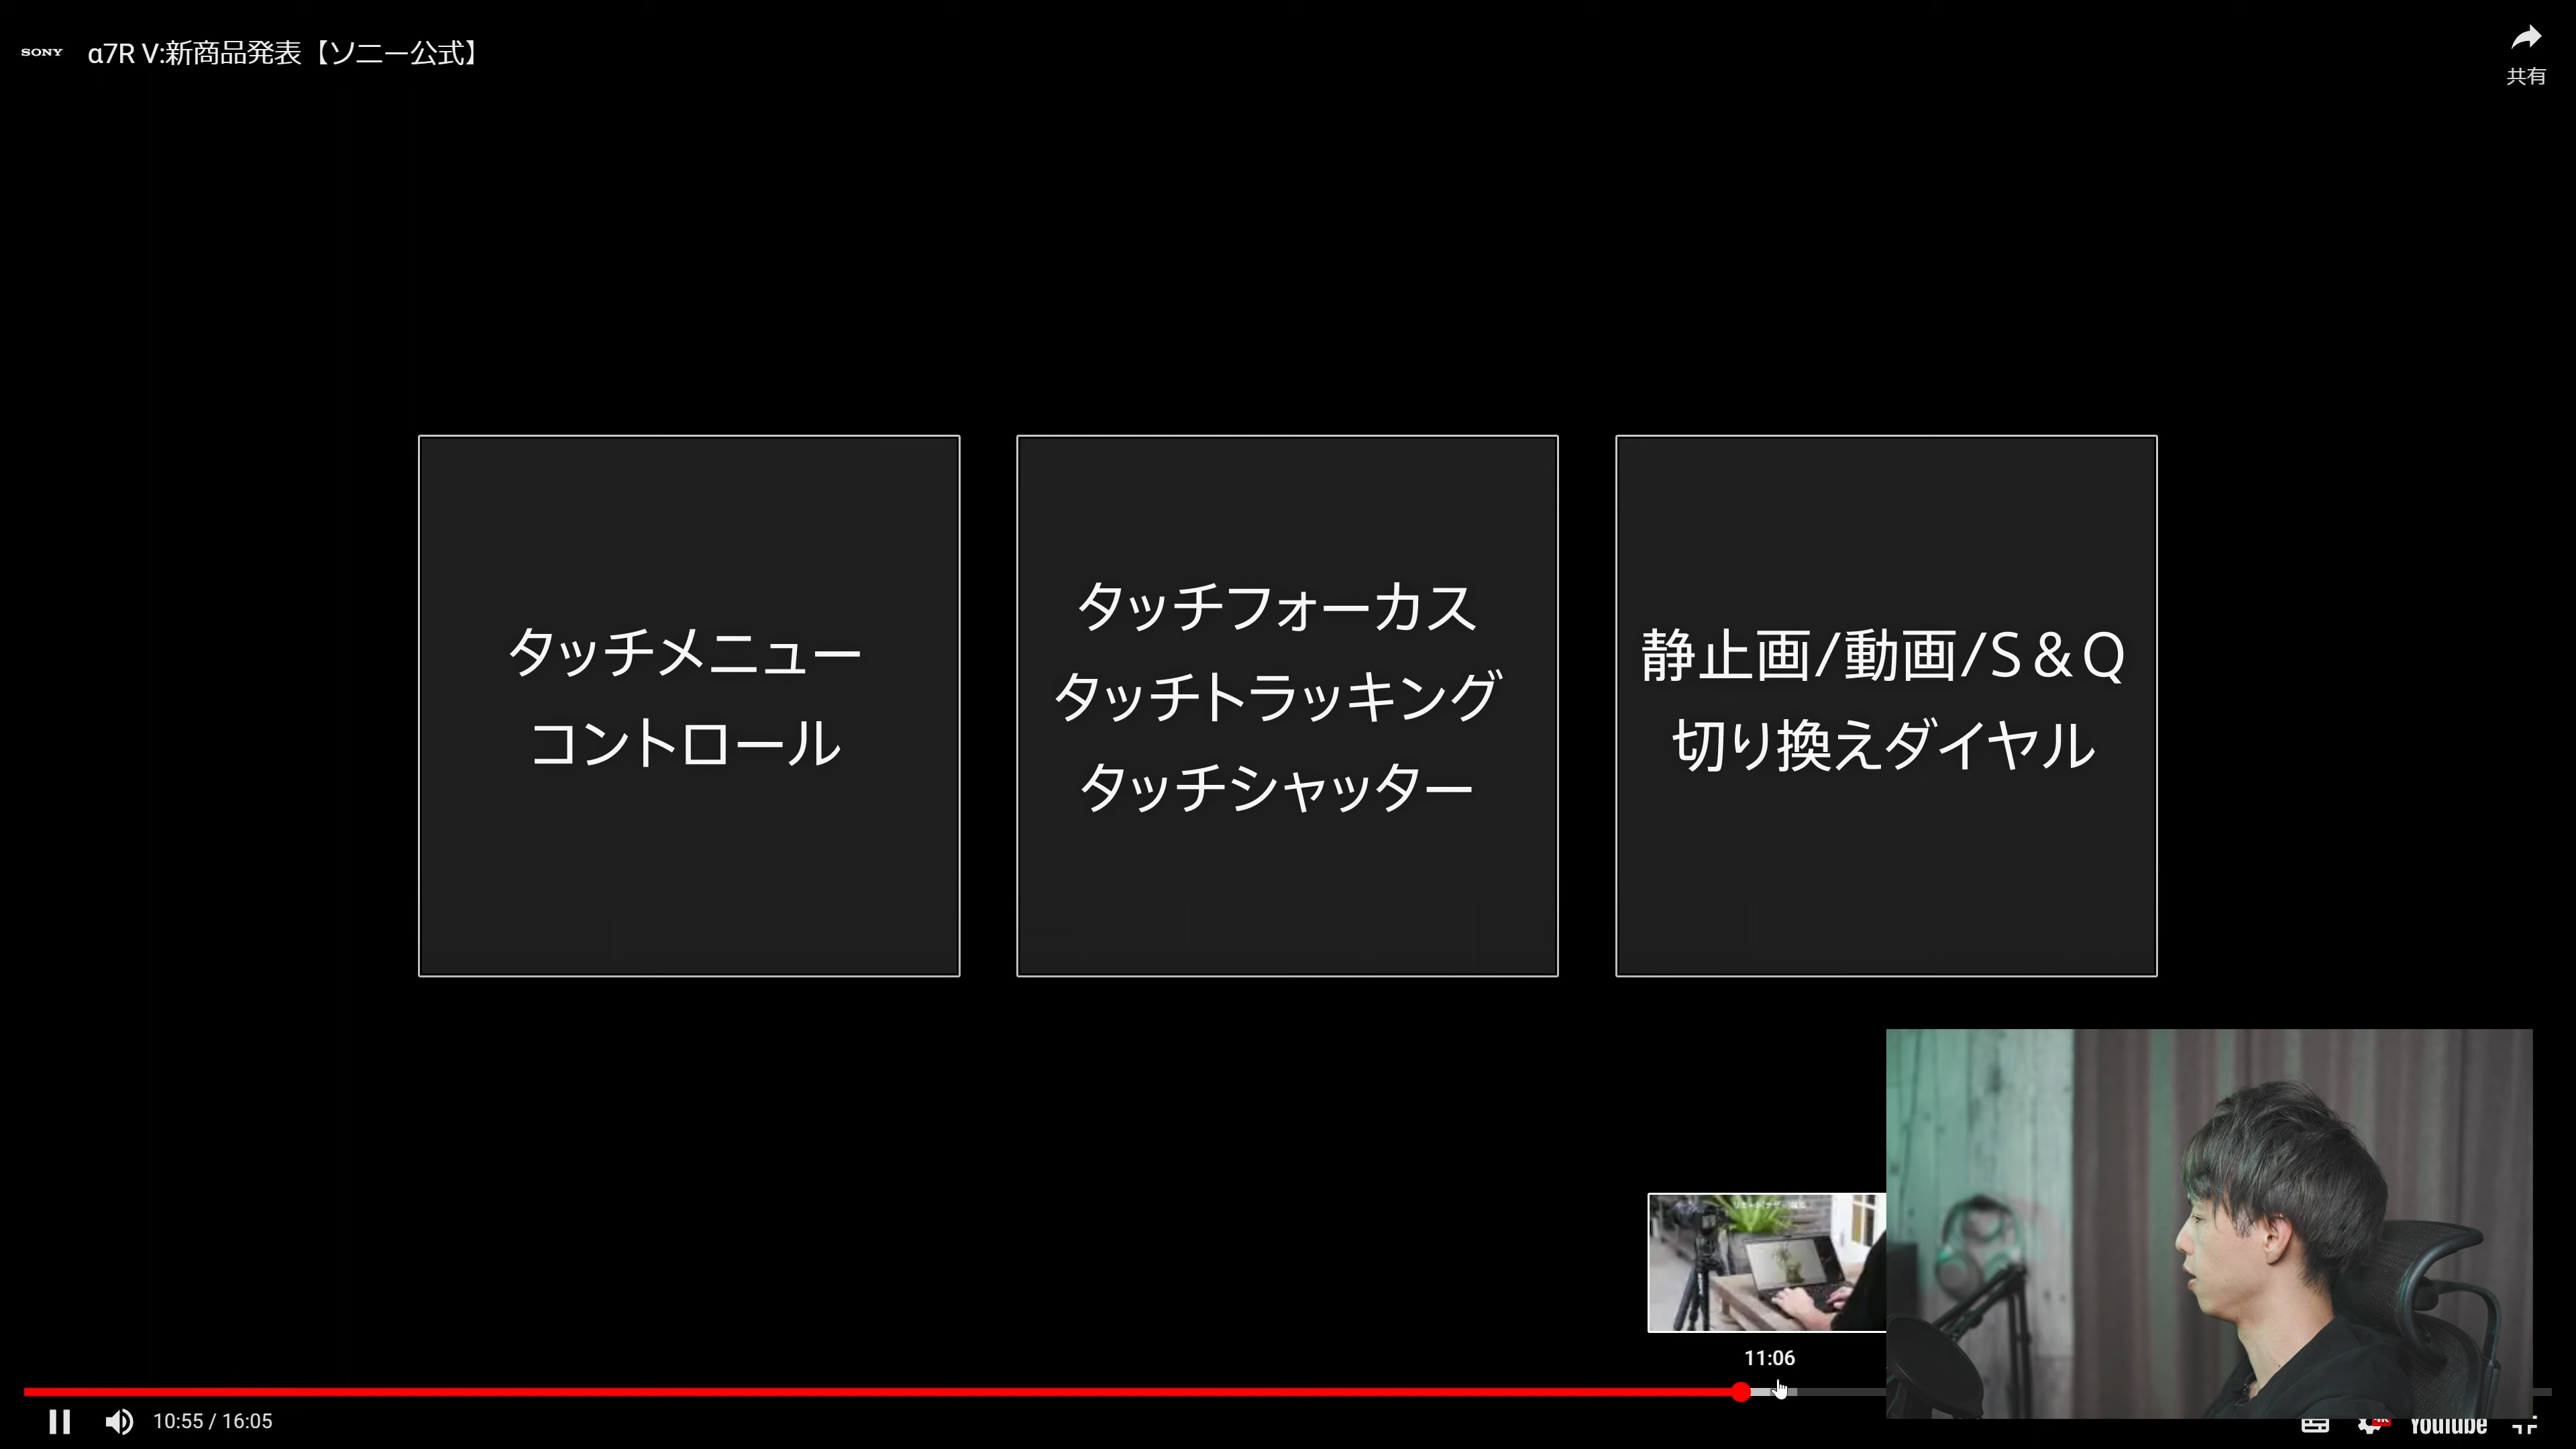 SONY
α7R V:新商品発表【ソニー公式】
共有
タッチメニュー
コントロール
タッチフォーカス
タッチトラッキング
タッチシャッター
静止画/動画/S&Q
切り換えダイヤル
11:06
10:55 / 16:05
YouTube